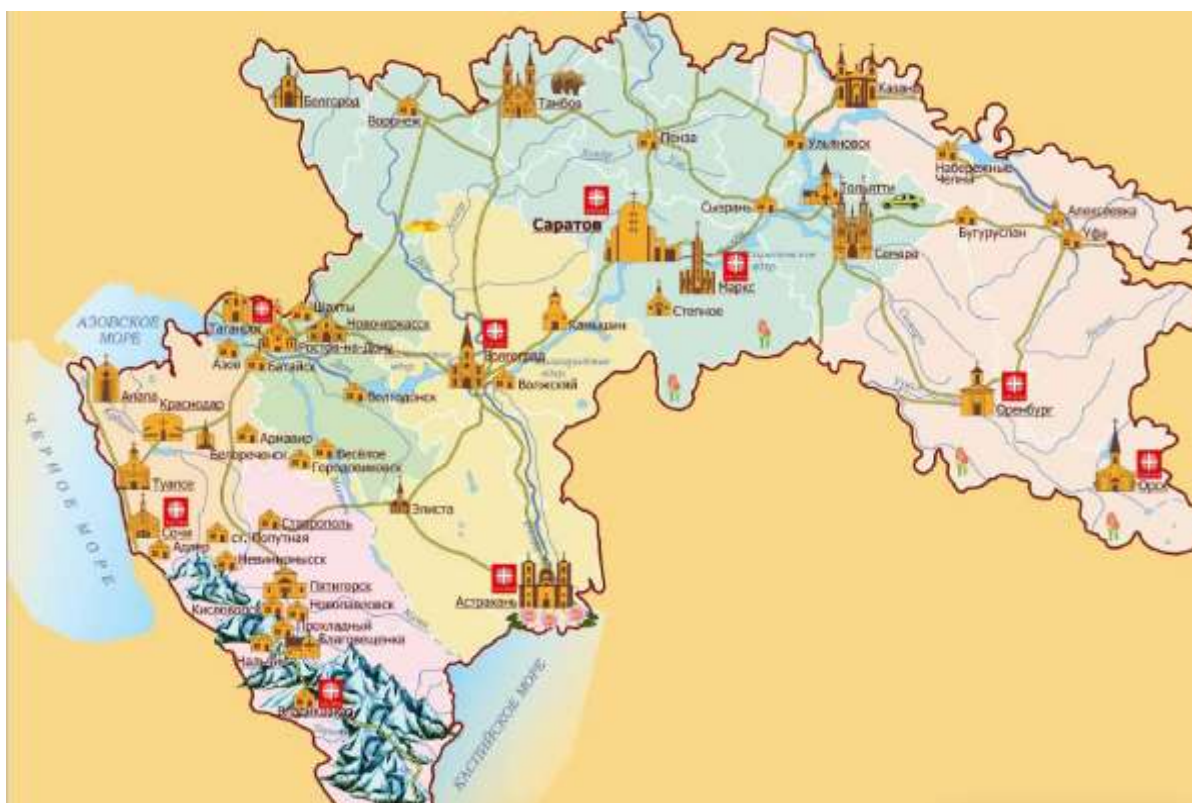 Белгород
Воронеж
Тамбов
Казань
Пенза
Ульяновск
Набережные
Челны
Тольятти
Сызрань
Алексеевка
Бугуруслан
Уфа
Саратов
Самара
Маркс
Степное
Камышин
АЗОВСКОЕ
МОРЕ
Шахты
Таганрог
Новочеркасск
Ростов-на-Дону
Азов
Батайск
Волгоград
Волжский
Волгодонск
Оренбург
Орск
Анапа
Краснодар
Армавир
Белореченск
Весёлое
Городовиковск
Туапсе
ЧЕРНОЕ МОРЕ
Элиста
Ставрополь
Сочи
ст. Попутная
Адлер
Невинномысск
Астрахань
Пятигорск
Кисловодск
Новопавловск
Прохладный
Благовещенка
Нальчик
Владикавказ
КАСПИЙСКОЕ МОРЕ